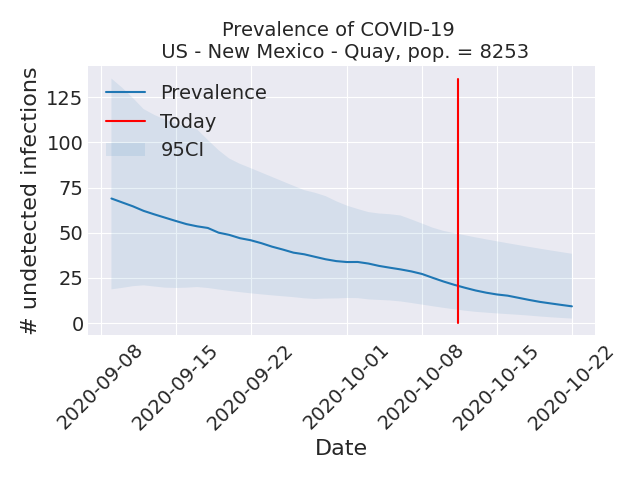 Prevalence of COVID-19
US - New Mexico - Quay, pop. = 8253
Prevalence
Today
95CI
# undetected infections
125
100
75
50
25
0
2020-09-08
2020-09-15
2020-09-22
2020-10-01
2020-10-08
2020-10-15
2020-10-22
Date